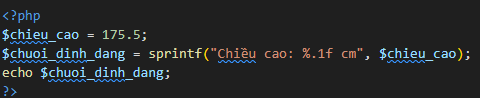 <?php
$chieu_cao = 175.5;
$chuoi_dinh_dang = sprintf("Chiều cao: %.1f cm", $chieu_cao);
echo $chuoi_dinh_dang;
?>